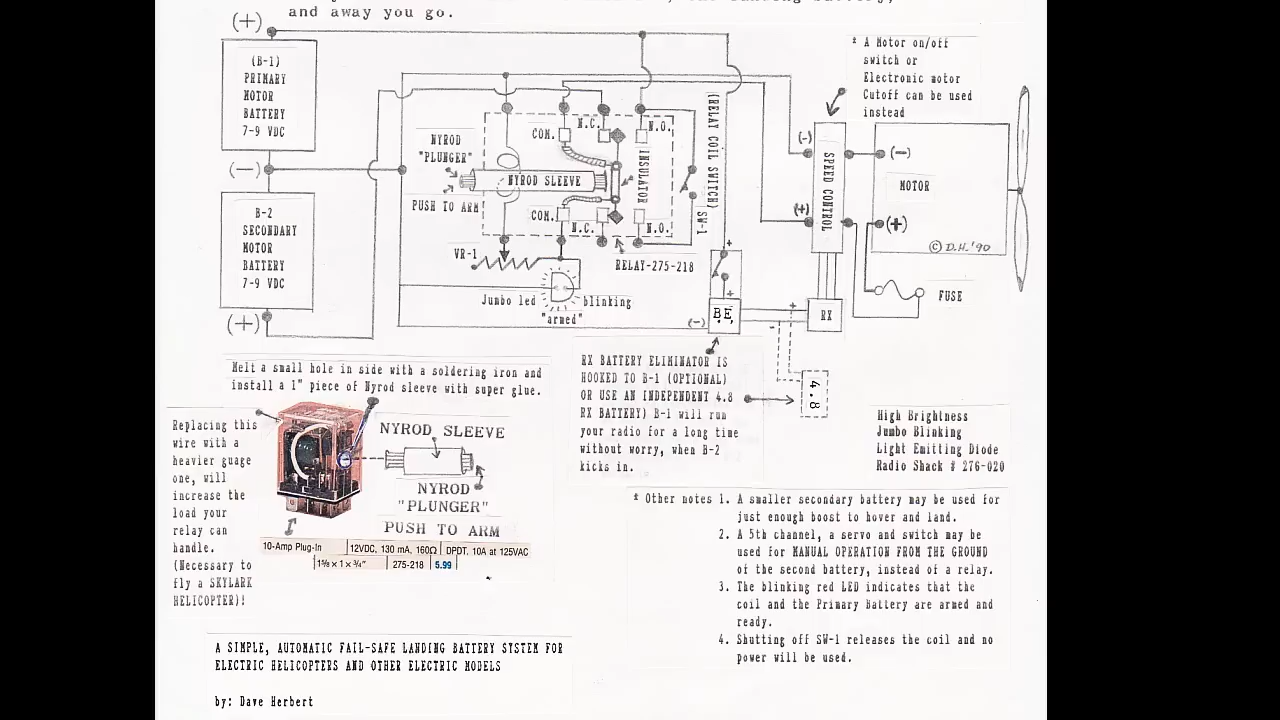 and away you go.
(+)
(B-1)
PRIMARY
MOTOR
BATTERY
7-9 VDC
(-)
B-2
SECONDARY
MOTOR
BATTERY
7-9 VDC
(+)
NYROD
"PLUNGER"
PUSH TO ARM
COM.
N.C.
N.O.
NYROD SLEEVE
INSULATOR
COM.
N.C.
N.O.
(RELAY COIL SWITCH)
SW-1
VR-1
RELAY-275-218
Jumbo led
blinking
"armed"
* A Motor on/off
switch or
Electronic motor
Cutoff can be used
instead
(-)
(+)
SPEED CONTROL
(-)
MOTOR
(+)
© D.H. '90
FUSE
+
+
B.E.
(-)
+
-
RX
4.8
Melt a small hole in side with a soldering iron and
install a 1" piece of Nyrod sleeve with super glue.
Replacing this
wire with a
heavier guage
one, will
increase the
load your
relay can
handle.
(Necessary to
fly a SKYLARK
HELICOPTER)!
NYROD SLEEVE
NYROD
"PLUNGER"
PUSH TO ARM
10-Amp Plug-In 12VDC, 130 mA, 160Ω DPDT, 10A at 125VAC
1⅝ x 1 x ¾" 275-218 5.99
RX BATTERY ELIMINATOR IS
HOOKED TO B-1 (OPTIONAL)
OR USE AN INDEPENDENT 4.8
RX BATTERY) B-1 will run
your radio for a long time
without worry, when B-2
kicks in.
High Brightness
Jumbo Blinking
Light Emitting Diode
Radio Shack # 276-020
* Other notes 1. A smaller secondary battery may be used for
just enough boost to hover and land.
2. A 5th channel, a servo and switch may be
used for MANUAL OPERATION FROM THE GROUND
of the second battery, instead of a relay.
3. The blinking red LED indicates that the
coil and the Primary Battery are armed and
ready.
4. Shutting off SW-1 releases the coil and no
power will be used.
A SIMPLE, AUTOMATIC FAIL-SAFE LANDING BATTERY SYSTEM FOR
ELECTRIC HELICOPTERS AND OTHER ELECTRIC MODELS
by: Dave Herbert